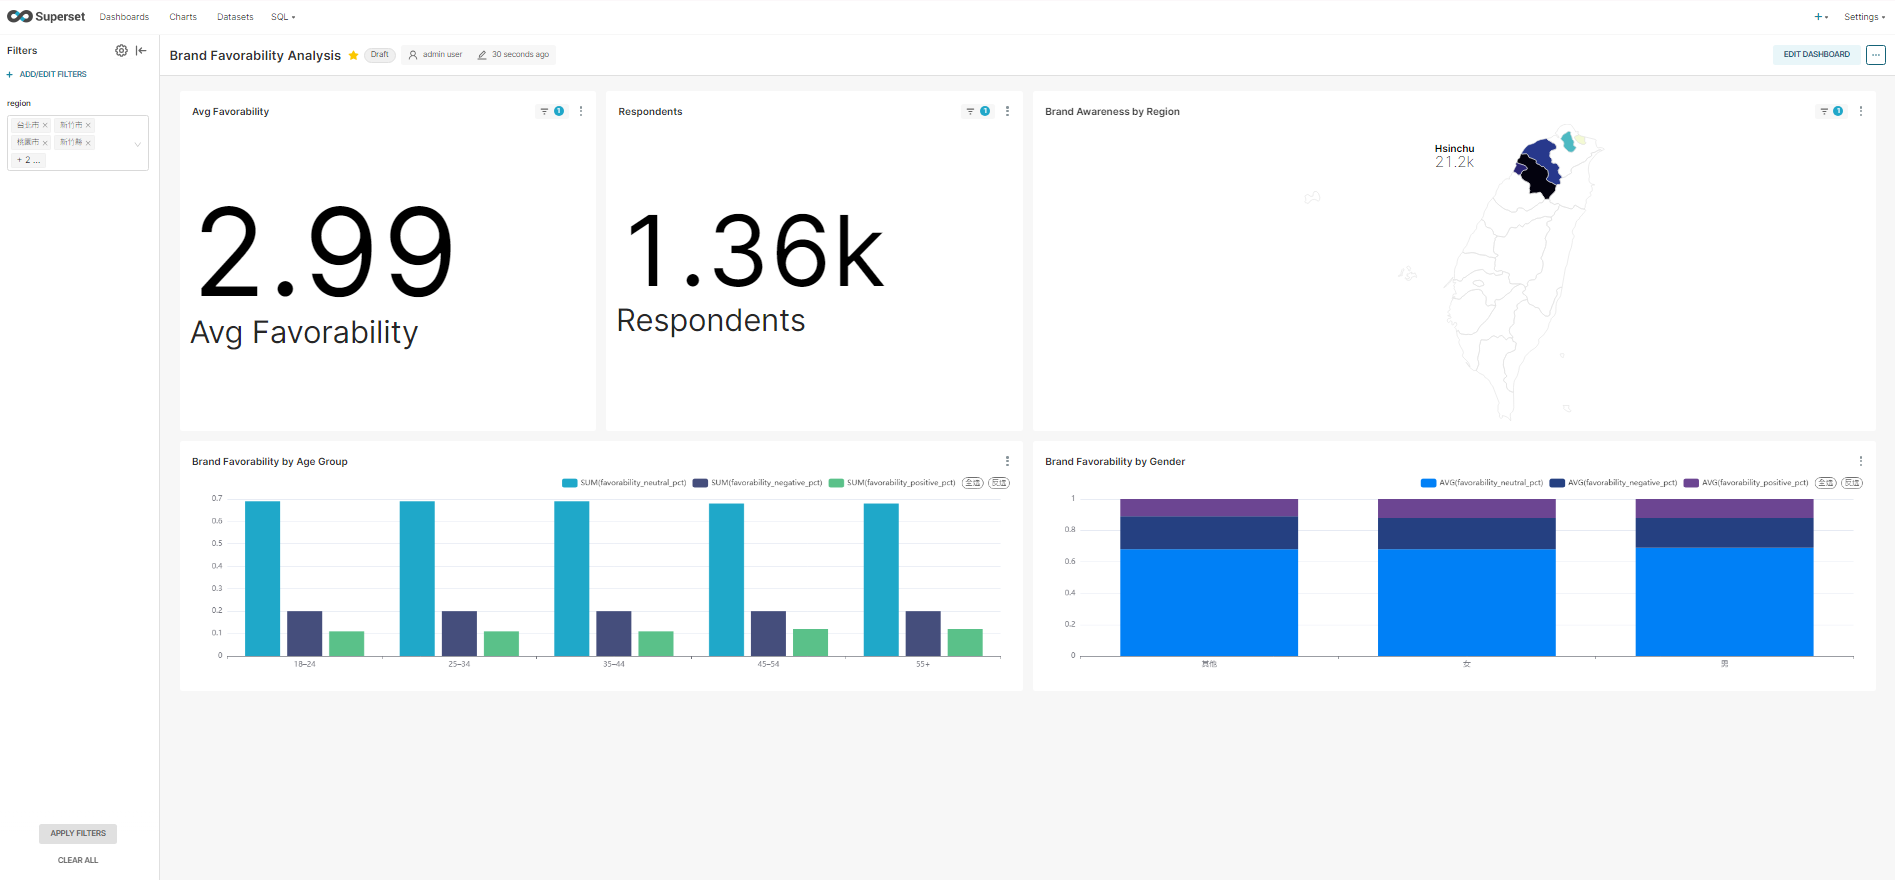 Superset Dashboards Charts Datasets SQL Settings
Filters
ADD/EDIT FILTERS
region
台北市 新竹市
桃園市 新竹縣
+ 2 ...
APPLY FILTERS
CLEAR ALL
Brand Favorability Analysis Draft admin user 30 seconds ago EDIT DASHBOARD
Avg Favorability 1
2.99
Avg Favorability
Respondents 1
1.36k
Respondents
Brand Awareness by Region 1
Hsinchu
21.2k
Brand Favorability by Age Group
SUM(favorability_neutral_pct) SUM(favorability_negative_pct) SUM(favorability_positive_pct) 全選 反選
0.7
0.6
0.5
0.4
0.3
0.2
0.1
0
18–24 25–34 35–44 45–54 55+
Brand Favorability by Gender
AVG(favorability_neutral_pct) AVG(favorability_negative_pct) AVG(favorability_positive_pct) 全選 反選
1
0.8
0.6
0.4
0.2
0
其他 女 男